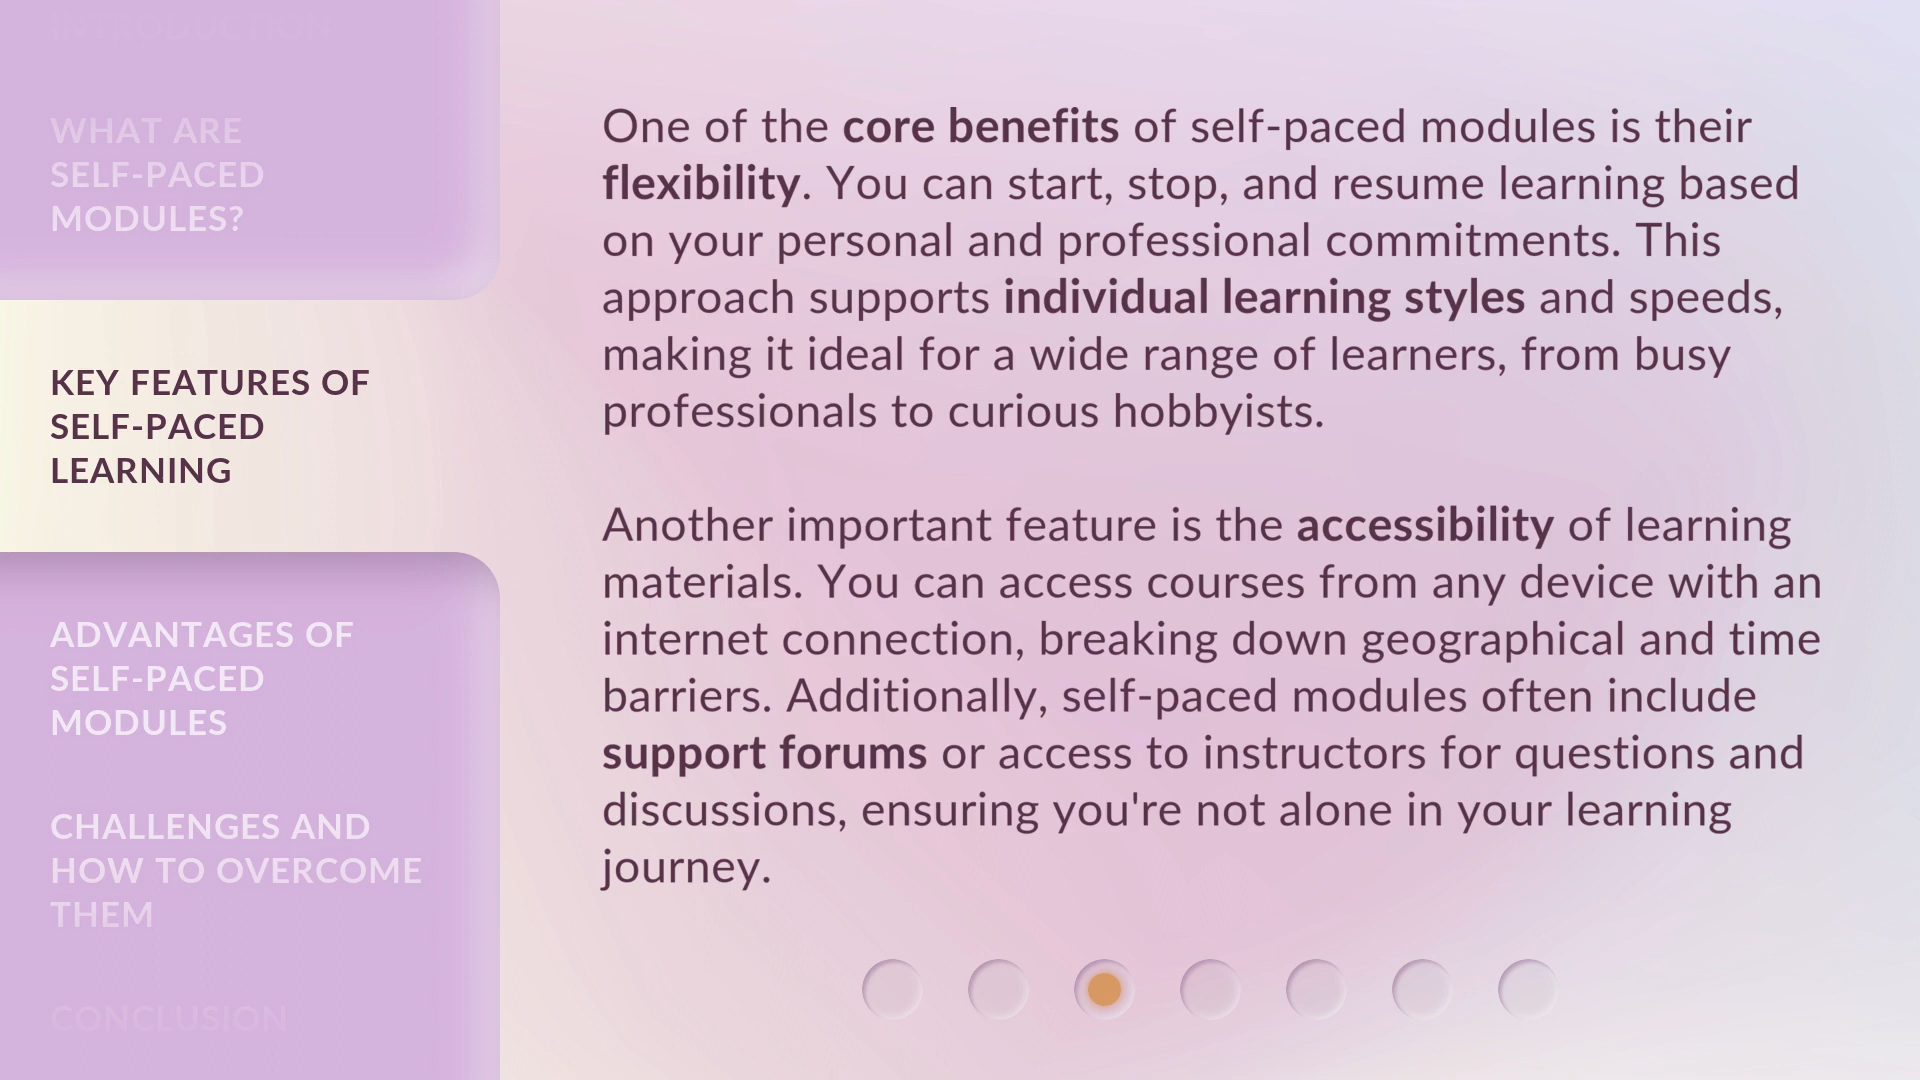 INTRODUCTION
WHAT ARE
SELF-PACED
MODULES?
KEY FEATURES OF
SELF-PACED
LEARNING
ADVANTAGES OF
SELF-PACED
MODULES
CHALLENGES AND
HOW TO OVERCOME
THEM
CONCLUSION
One of the core benefits of self-paced modules is their
flexibility. You can start, stop, and resume learning based
on your personal and professional commitments. This
approach supports individual learning styles and speeds,
making it ideal for a wide range of learners, from busy
professionals to curious hobbyists.
Another important feature is the accessibility of learning
materials. You can access courses from any device with an
internet connection, breaking down geographical and time
barriers. Additionally, self-paced modules often include
support forums or access to instructors for questions and
discussions, ensuring you're not alone in your learning
journey.